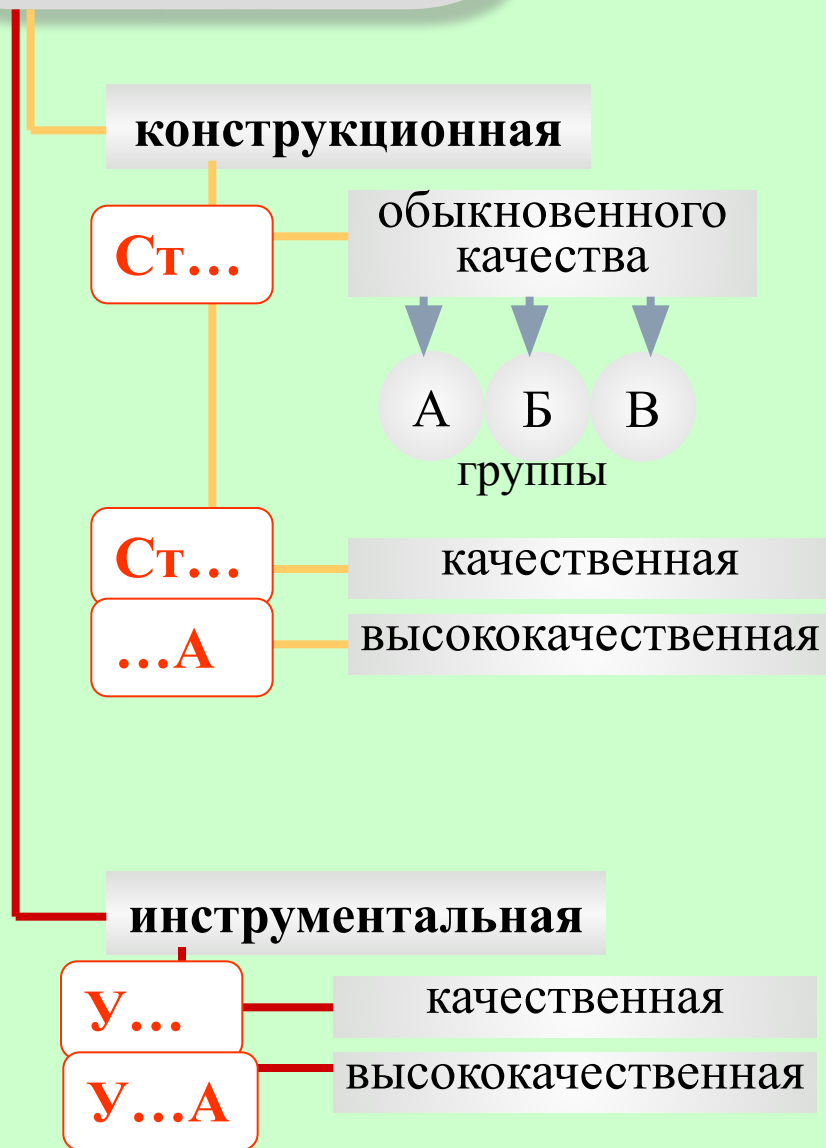 конструкционная
Ст…
обыкновенного
качества
А Б В
группы
Ст…
качественная
…А
высококачественная
инструментальная
У…
качественная
У…А
высококачественная